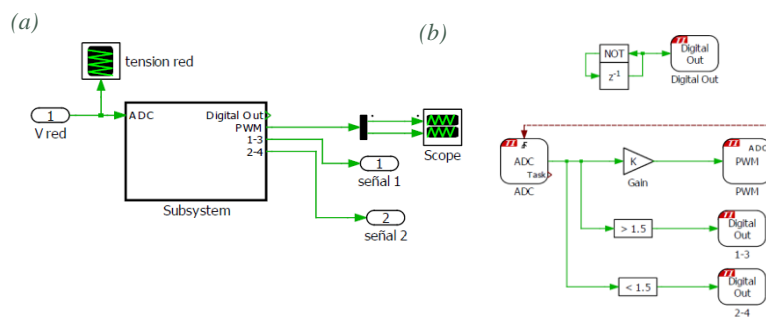 (a)
tension red
1
V red
ADC
Digital Out
PWM
1-3
2-4
Subsystem
Scope
1
señal 1
2
señal 2
(b)
NOT
z⁻¹
Digital
Out
Digital Out
ADC
Task
ADC
K
Gain
ADC
PWM
PWM
> 1.5
Digital
Out
1-3
< 1.5
Digital
Out
2-4